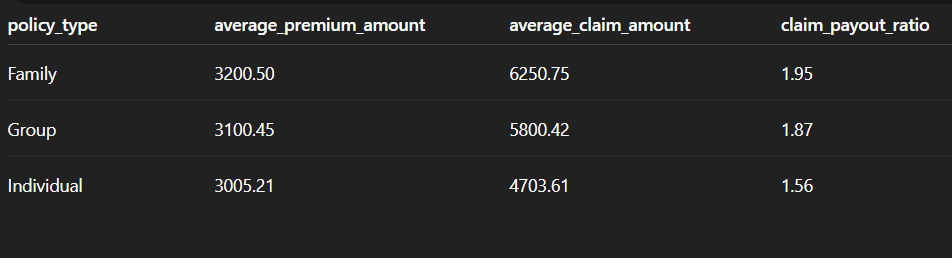 policy_type average_premium_amount average_claim_amount claim_payout_ratio
Family 3200.50 6250.75 1.95
Group 3100.45 5800.42 1.87
Individual 3005.21 4703.61 1.56